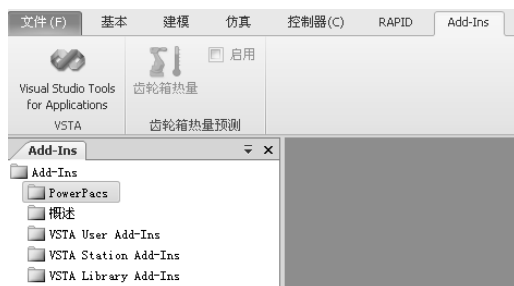 文件(F) 基本 建模 仿真 控制器(C) RAPID Add-Ins
Visual Studio Tools
for Applications
齿轮箱热量
启用
VSTA
齿轮箱热量预测
Add-Ins
Add-Ins
PowerPacs
概述
VSTA User Add-Ins
VSTA Station Add-Ins
VSTA Library Add-Ins